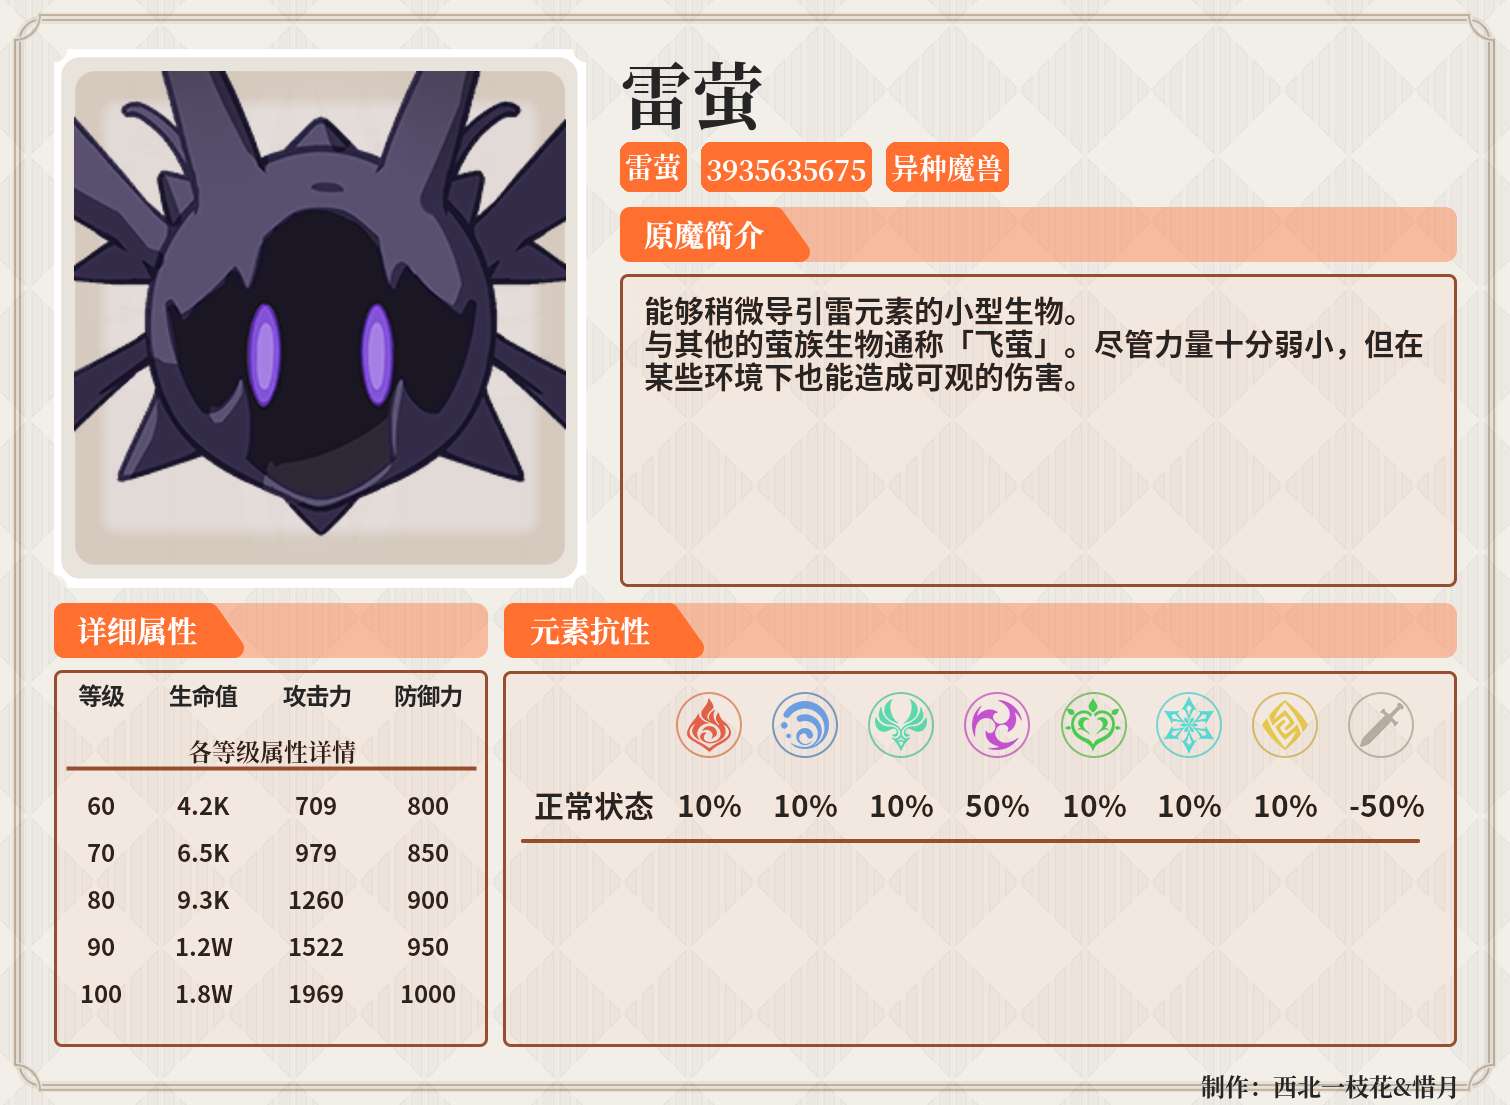 雷萤
雷萤 3935635675 异种魔兽
原魔简介
能够稍微导引雷元素的小型生物。
与其他的萤族生物通称「飞萤」。尽管力量十分弱小，但在
某些环境下也能造成可观的伤害。
详细属性
等级 生命值 攻击力 防御力
各等级属性详情
60 4.2K 709 800
70 6.5K 979 850
80 9.3K 1260 900
90 1.2W 1522 950
100 1.8W 1969 1000
元素抗性
正常状态 10% 10% 10% 50% 10% 10% 10% -50%
制作：西北一枝花&惜月